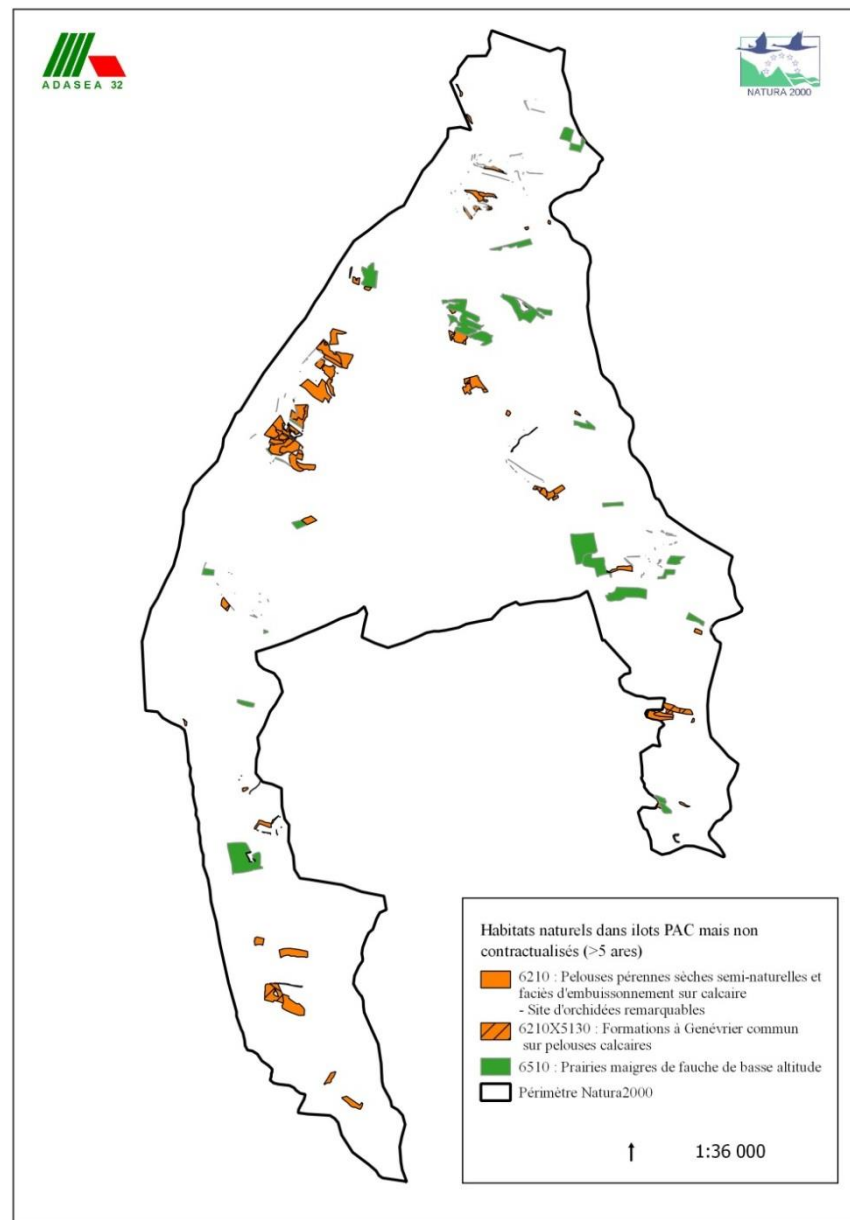 ADASEA 32
NATURA 2000
Habitats naturels dans ilots PAC mais non
contractualisés (>5 ares)
6210 : Pelouses pérennes sèches semi-naturelles et
faciès d'embuissonnement sur calcaire
- Site d'orchidées remarquables
6210X5130 : Formations à Genévrier commun
sur pelouses calcaires
6510 : Prairies maigres de fauche de basse altitude
Périmètre Natura2000
1:36 000